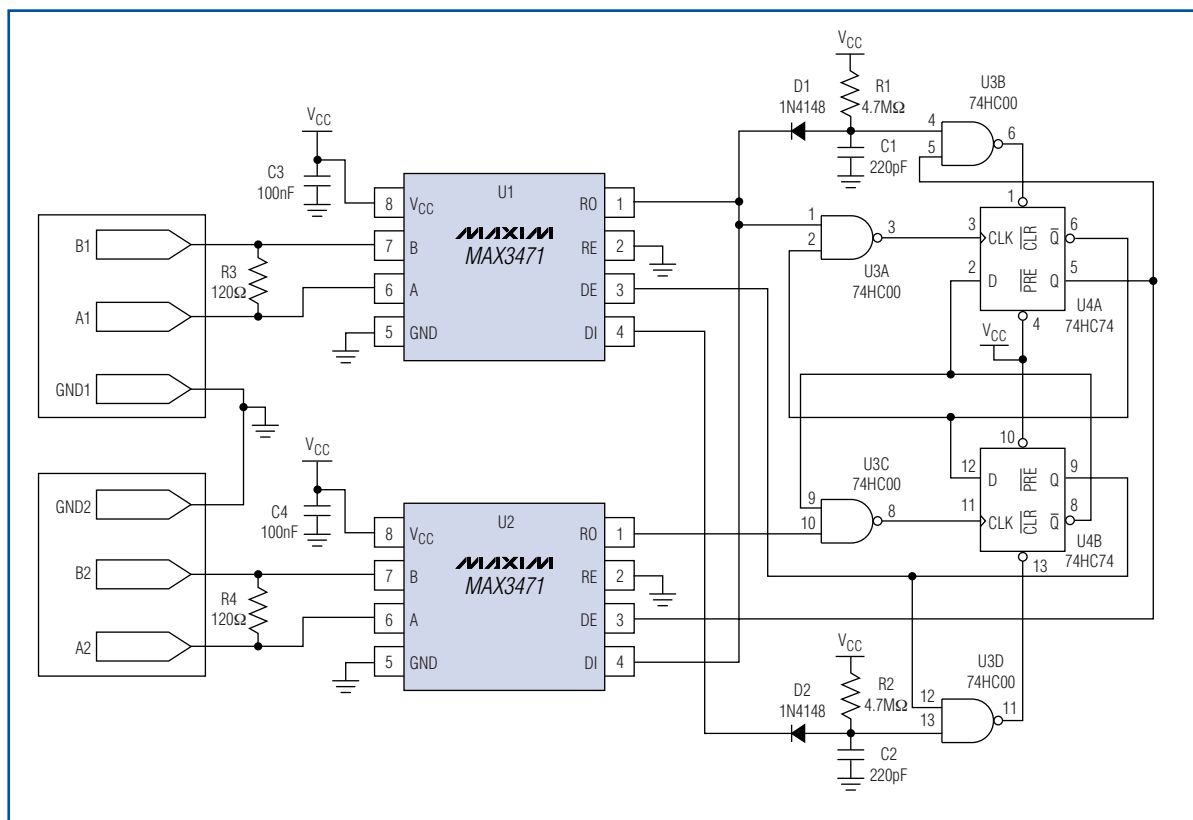 VCC
C3
100nF
B1
R3
120Ω
A1
GND1
U1
MAXIM
MAX3471
8 VCC
7 B
6 A
5 GND
RO 1
RE 2
DE 3
DI 4
VCC
D1
1N4148
R1
4.7MΩ
C1
220pF
U3B
74HC00
4
5
6
1
2
3
U3A
74HC00
1
3 CLK
CLR
Q 6
2 D
PRE
Q 5
4
U4A
74HC74
VCC
GND2
B2
R4
120Ω
A2
VCC
C4
100nF
U2
MAXIM
MAX3471
8 VCC
7 B
6 A
5 GND
RO 1
RE 2
DE 3
DI 4
U3C
74HC00
9
10
8
10
12 D
PRE
Q 9
11 CLK
CLR
Q 8
13
U4B
74HC74
VCC
D2
1N4148
R2
4.7MΩ
C2
220pF
U3D
74HC00
12
13
11